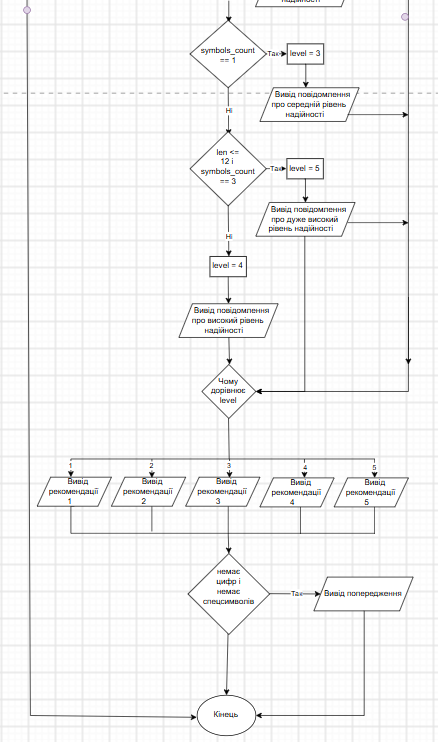 надійності
symbols_count
== 1
Так
level = 3
Вивід повідомлення
про середній рівень
надійності
Ні
len <=
12 і
symbols_count
== 3
Так
level = 5
Вивід повідомлення
про дуже високий
рівень надійності
Ні
level = 4
Вивід повідомлення
про високий рівень
надійності
Чому
дорівнює
level
1
2
3
4
5
Вивід
рекомендації
1
Вивід
рекомендації
2
Вивід
рекомендації
3
Вивід
рекомендації
4
Вивід
рекомендації
5
немає
цифр і
немає
спецсимволів
Так
Вивід попередження
Кінець